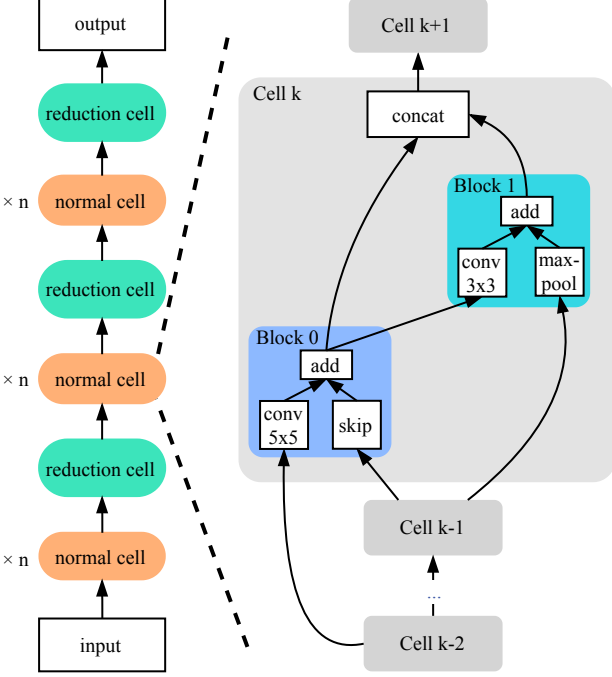 output
reduction cell
× n
normal cell
reduction cell
× n
normal cell
reduction cell
× n
normal cell
input
Cell k+1
Cell k
concat
Block 1
add
conv
3x3
max-
pool
Block 0
add
conv
5x5
skip
Cell k-1
...
Cell k-2